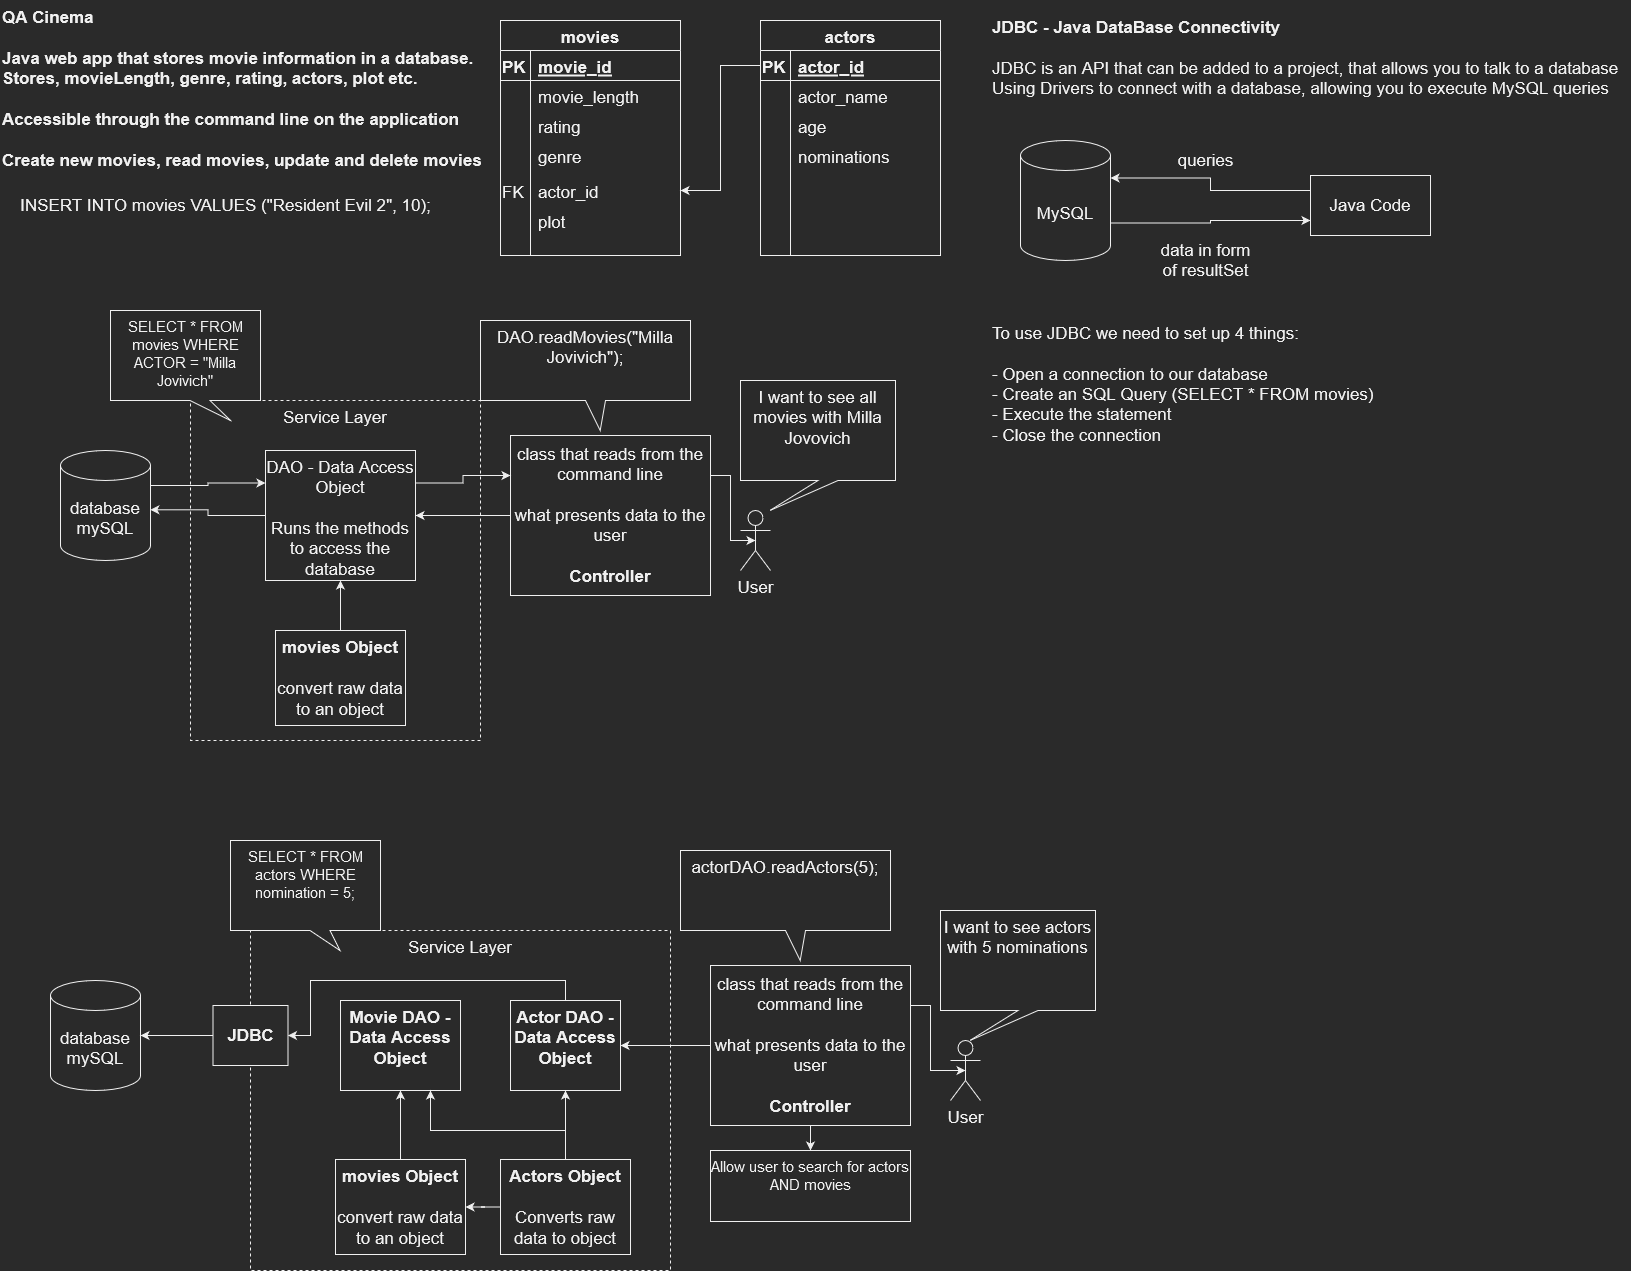 QA Cinema
Java web app that stores movie information in a database.
Stores, movieLength, genre, rating, actors, plot etc.
Accessible through the command line on the application
Create new movies, read movies, update and delete movies
INSERT INTO movies VALUES ("Resident Evil 2", 10);
movies
PK movie_id
movie_length
rating
genre
FK actor_id
plot
actors
PK actor_id
actor_name
age
nominations
JDBC - Java DataBase Connectivity
JDBC is an API that can be added to a project, that allows you to talk to a database
Using Drivers to connect with a database, allowing you to execute MySQL queries
queries
MySQL
Java Code
data in form
of resultSet
To use JDBC we need to set up 4 things:
- Open a connection to our database
- Create an SQL Query (SELECT * FROM movies)
- Execute the statement
- Close the connection
SELECT * FROM
movies WHERE
ACTOR = "Milla
Jovivich"
DAO.readMovies("Milla
Jovivich");
I want to see all
movies with Milla
Jovovich
Service Layer
database
mySQL
DAO - Data Access
Object
Runs the methods
to access the
database
class that reads from the
command line
what presents data to the
user
Controller
User
movies Object
convert raw data
to an object
SELECT * FROM
actors WHERE
nomination = 5;
actorDAO.readActors(5);
I want to see actors
with 5 nominations
Service Layer
database
mySQL
JDBC
Movie DAO -
Data Access
Object
Actor DAO -
Data Access
Object
class that reads from the
command line
what presents data to the
user
Controller
User
movies Object
convert raw data
to an object
Actors Object
Converts raw
data to object
Allow user to search for actors
AND movies